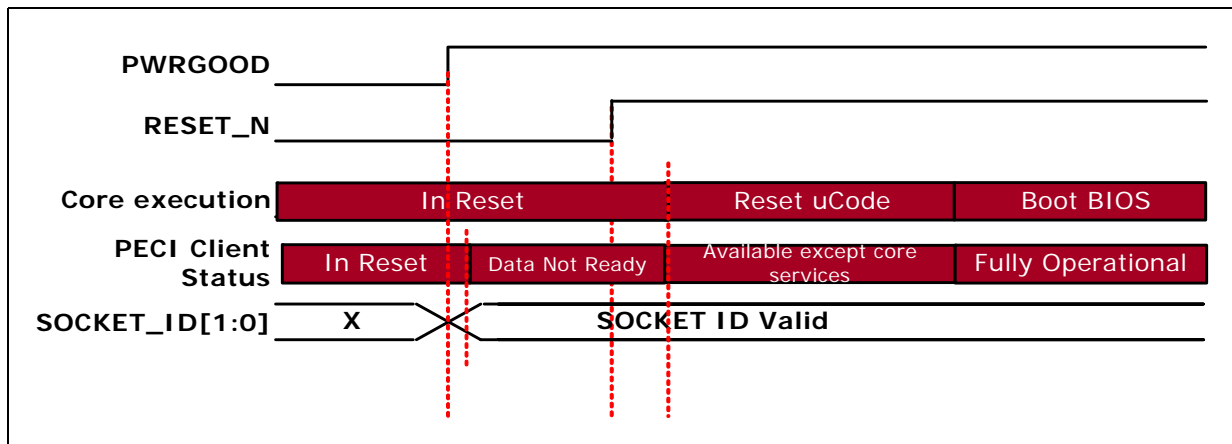 PWRGOOD
RESET_N
Core execution In Reset Reset uCode Boot BIOS
PECI Client
Status In Reset Data Not Ready Available except core
services Fully Operational
SOCKET_ID[1:0] X SOCKET ID Valid